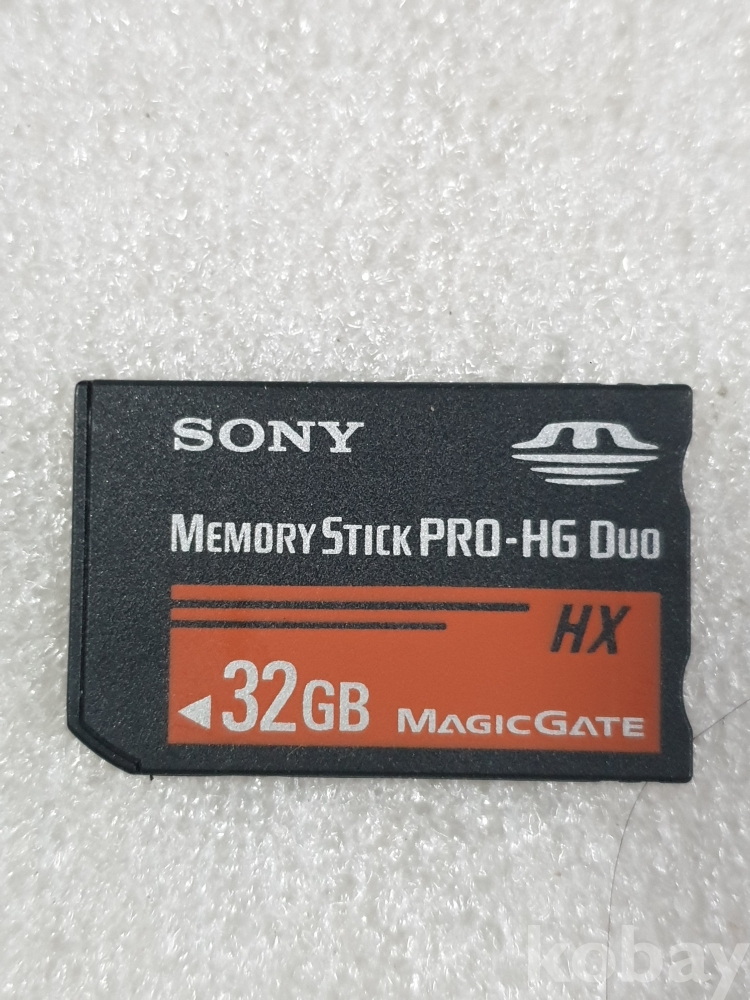 SONY
MEMORY STICK PRO-HG DUO
HX
32GB MAGICGATE
kobay